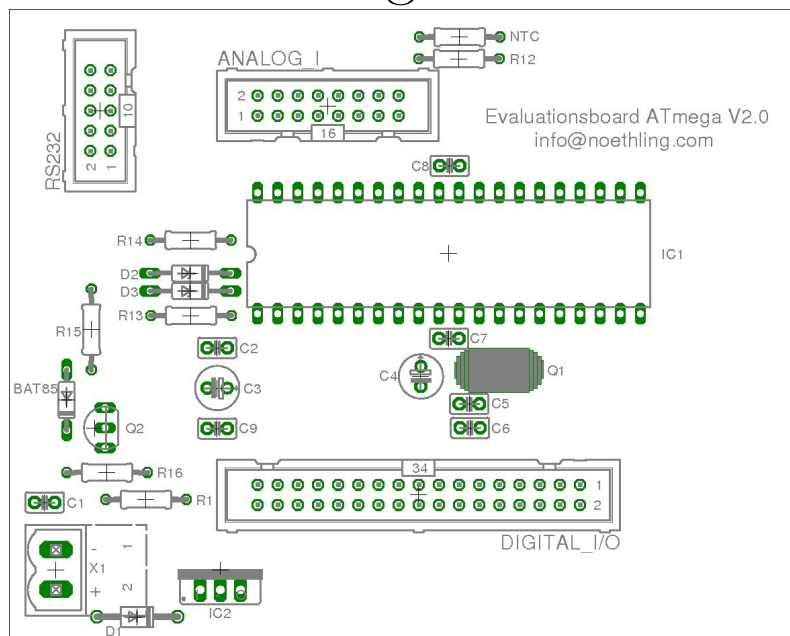 NTC
R12
ANALOG_I
2
1
16
10
RS232
2
1
Evaluationsboard ATmega V2.0
info@noethling.com
C8
R14
IC1
D2
D3
R13
R15
C2
C7
BAT85
C3
C4
Q1
+
+
C5
Q2
C9
C6
R16
34
1
2
C1
R1
DIGITAL_I/O
-
1
X1
+
2
IC2
D1